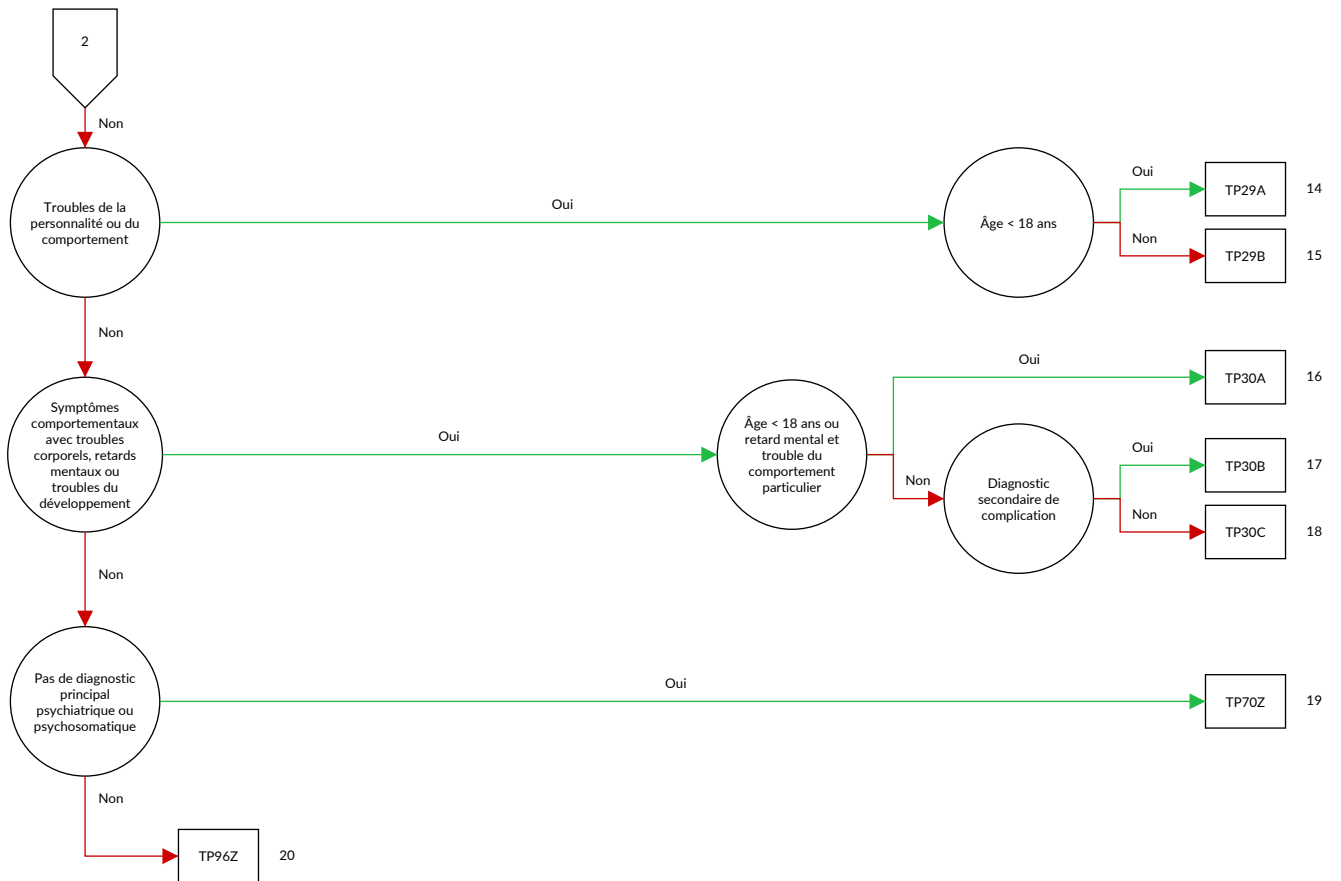 2
Non
Troubles de la
personnalité ou du
comportement
Oui
Âge < 18 ans
Oui
TP29A
14
Non
TP29B
15
Non
Symptômes
comportementaux
avec troubles
corporels, retards
mentaux ou
troubles du
développement
Oui
Âge < 18 ans ou
retard mental et
trouble du
comportement
particulier
Oui
TP30A
16
Non
Diagnostic
secondaire de
complication
Oui
TP30B
17
Non
TP30C
18
Non
Pas de diagnostic
principal
psychiatrique ou
psychosomatique
Oui
TP70Z
19
Non
TP96Z
20